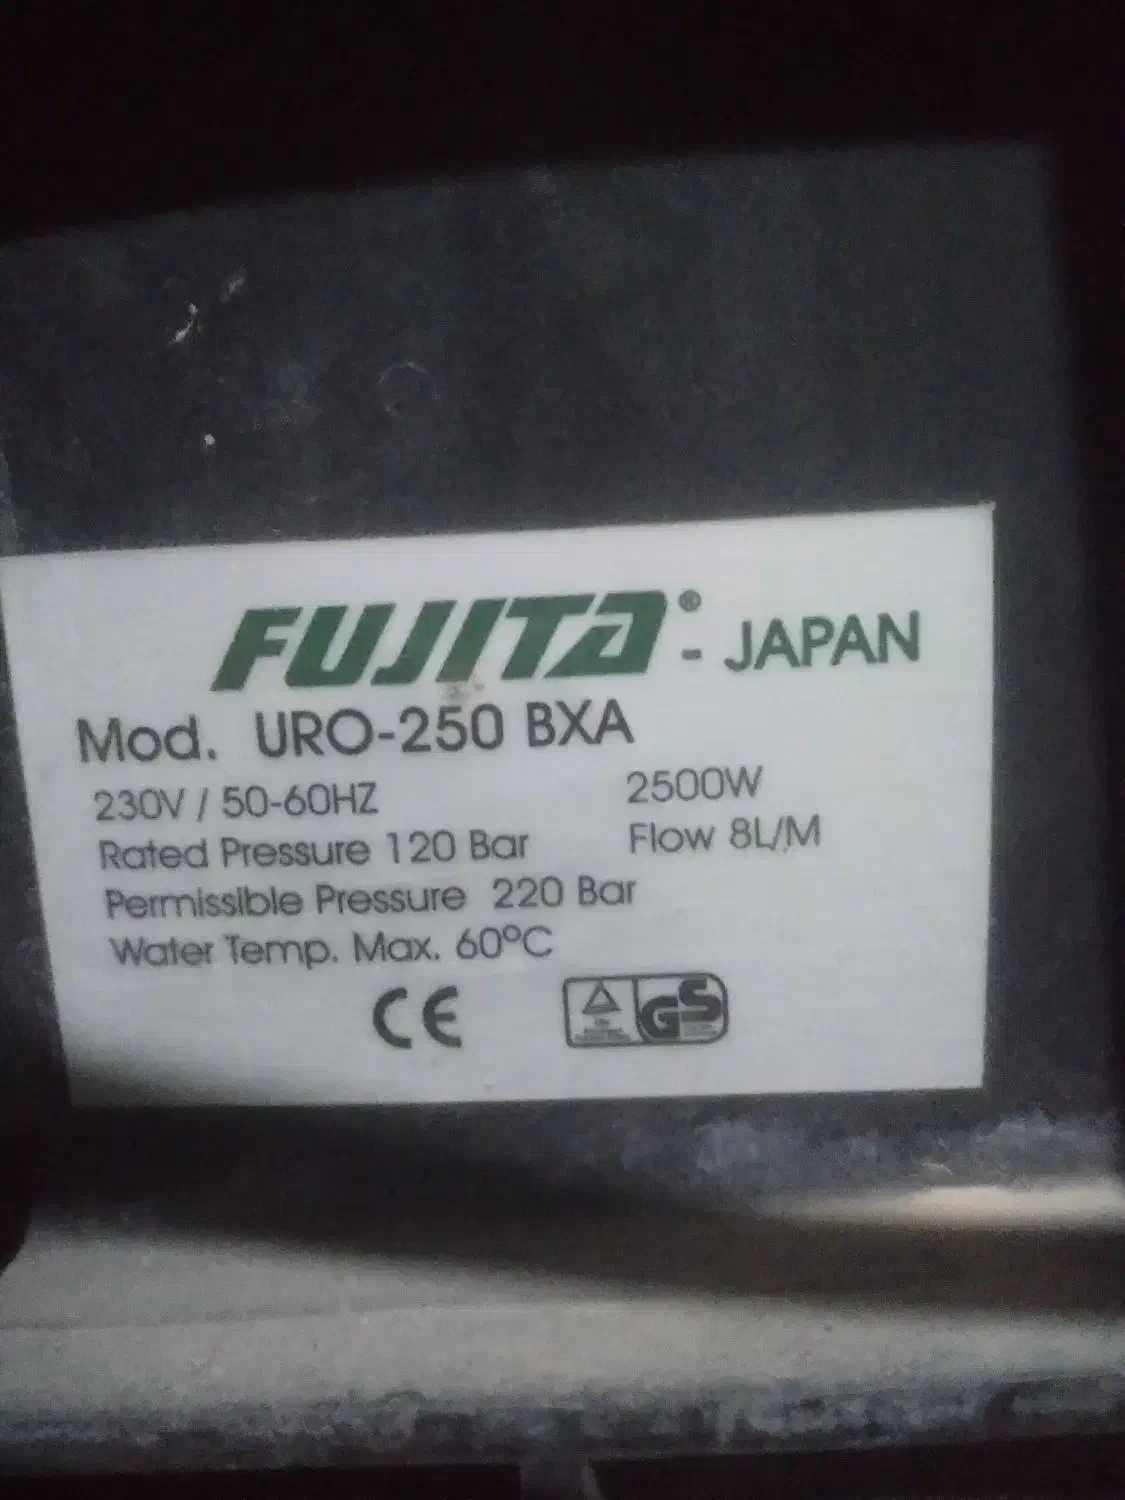 FUJITA® - JAPAN
Mod. URO-250 BXA
230V / 50-60HZ 2500W
Rated Pressure 120 Bar Flow 8L/M
Permissible Pressure 220 Bar
Water Temp. Max. 60°C
CE GS